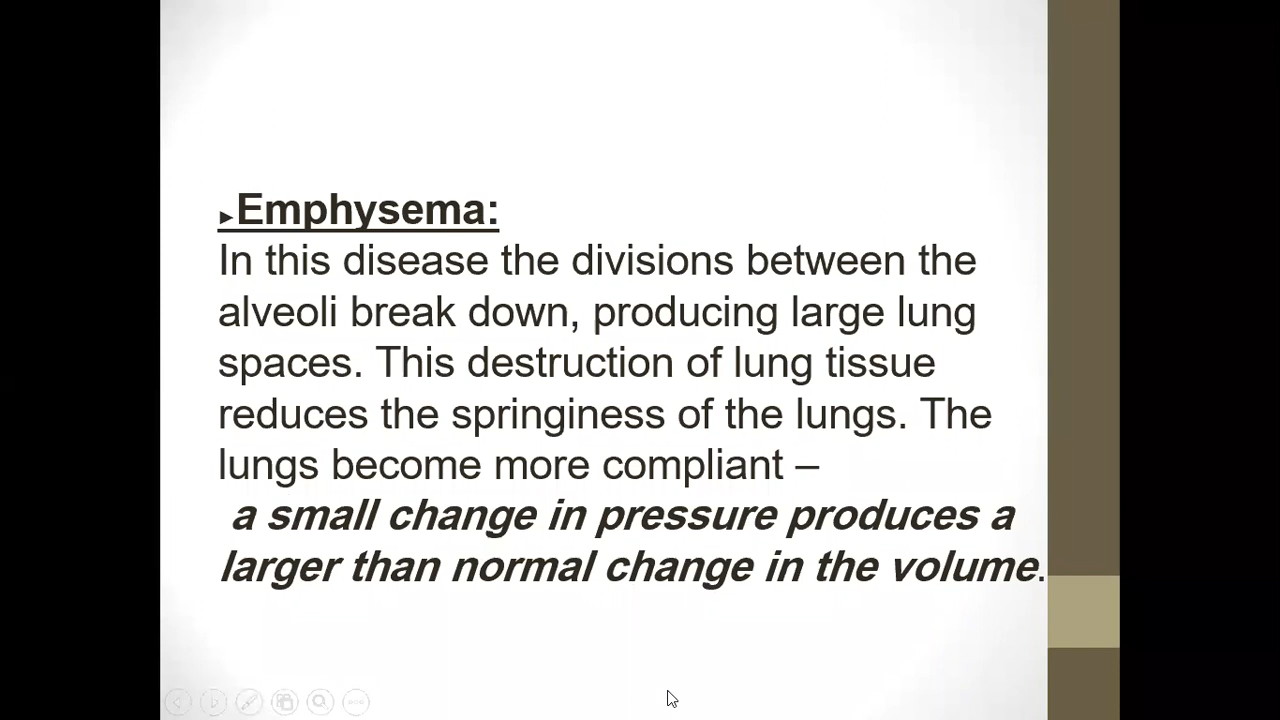 ►Emphysema:
In this disease the divisions between the
alveoli break down, producing large lung
spaces. This destruction of lung tissue
reduces the springiness of the lungs. The
lungs become more compliant –
a small change in pressure produces a
larger than normal change in the volume.